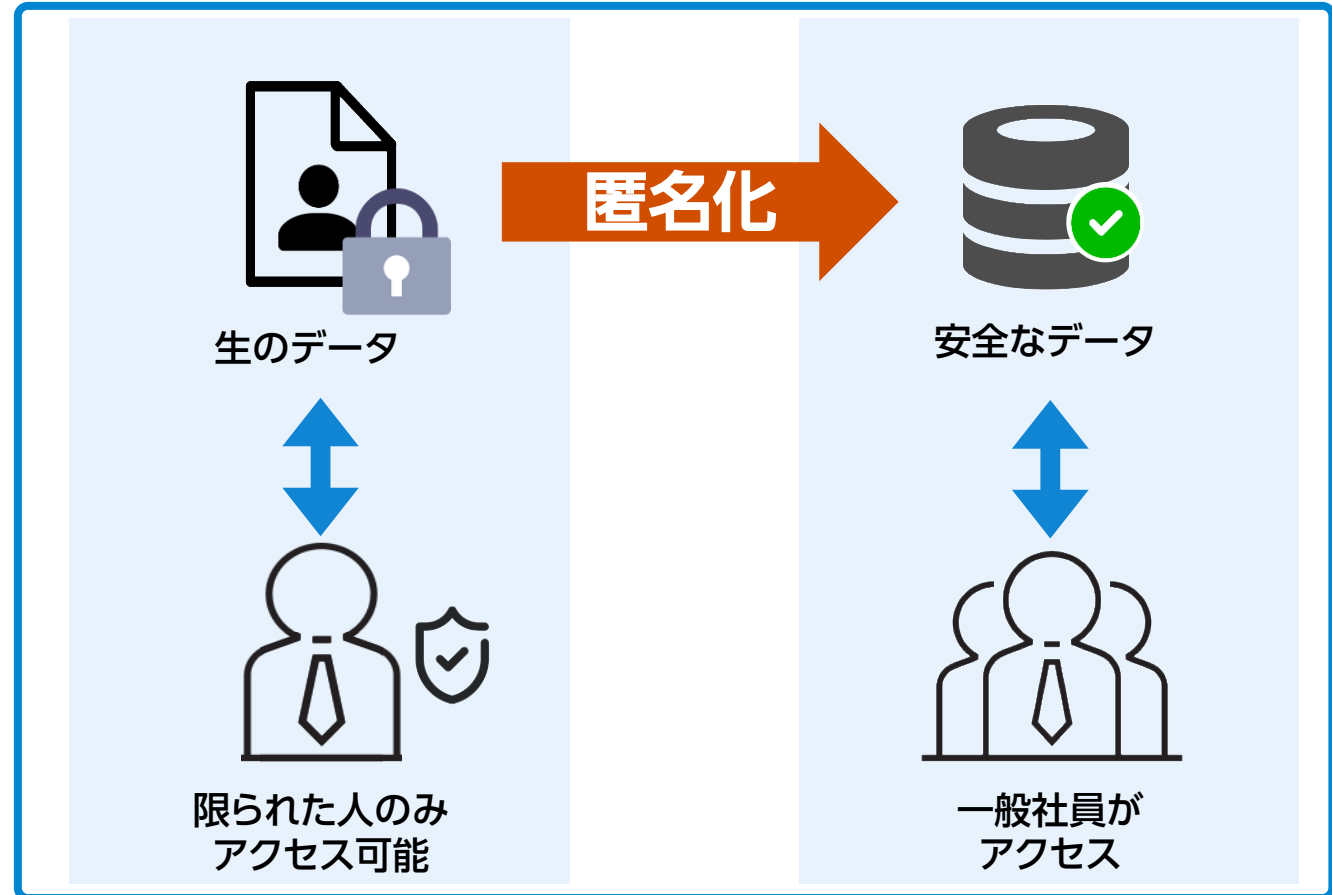 匿名化
生のデータ
安全なデータ
限られた人のみ
アクセス可能
一般社員が
アクセス